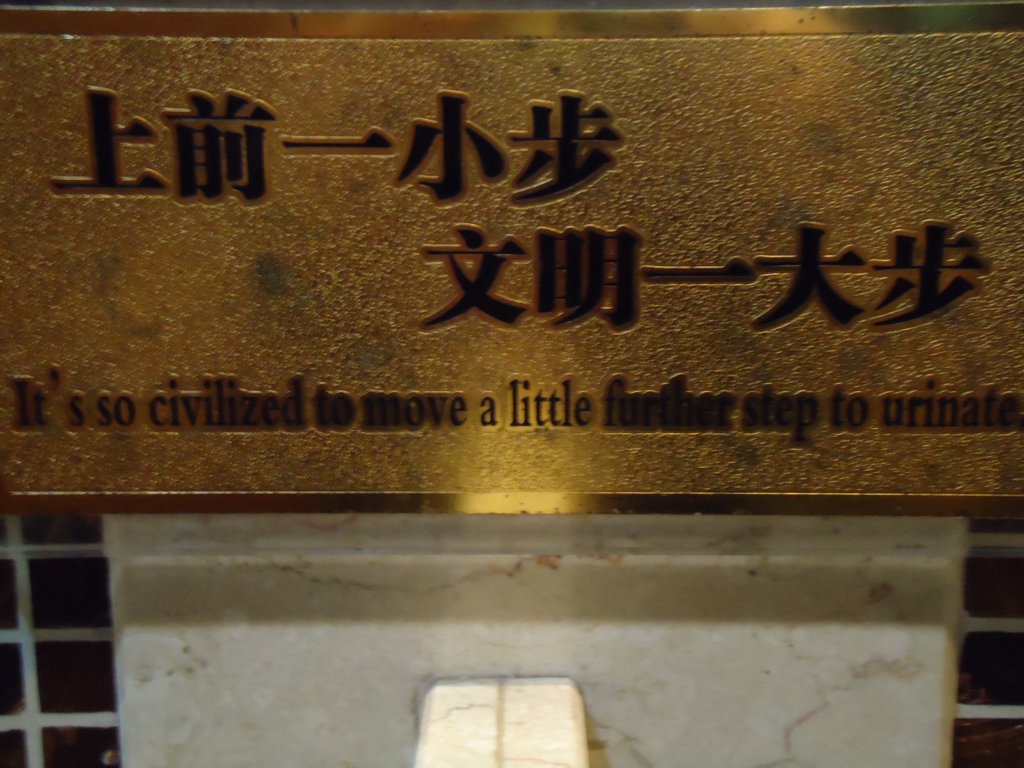 上前一小步
文明一大步
It's so civilized to move a little further step to urinate.